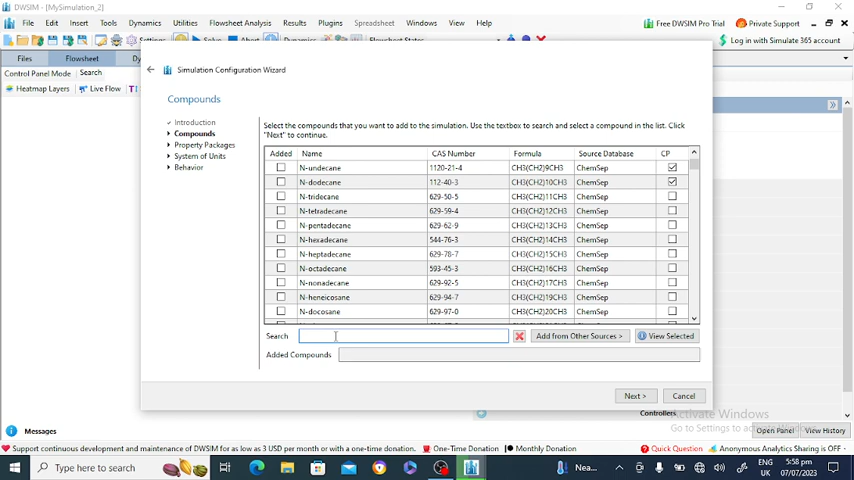 DWSIM - [MySimulation_2]
File Edit Insert Tools Dynamics Utilities Flowsheet Analysis Results Plugins Spreadsheet Windows View Help Free DWSIM Pro Trial Private Support
Settings Solve Abort Dynamics Flowsheet States Log in with Simulate 365 account
Files Flowsheet Dy
Control Panel Mode Search
Heatmap Layers Live Flow
Simulation Configuration Wizard
Compounds
Introduction
Compounds
Property Packages
System of Units
Behavior
Select the compounds that you want to add to the simulation. Use the textbox to search and select a compound in the list. Click
"Next" to continue.
Added Name CAS Number Formula Source Database CP
N-undecane 1120-21-4 CH3(CH2)9CH3 ChemSep
N-dodecane 112-40-3 CH3(CH2)10CH3 ChemSep
N-tridecane 629-50-5 CH3(CH2)11CH3 ChemSep
N-tetradecane 629-59-4 CH3(CH2)12CH3 ChemSep
N-pentadecane 629-62-9 CH3(CH2)13CH3 ChemSep
N-hexadecane 544-76-3 CH3(CH2)14CH3 ChemSep
N-heptadecane 629-78-7 CH3(CH2)15CH3 ChemSep
N-octadecane 593-45-3 CH3(CH2)16CH3 ChemSep
N-nonadecane 629-92-5 CH3(CH2)17CH3 ChemSep
N-heneicosane 629-94-7 CH3(CH2)19CH3 ChemSep
N-docosane 629-97-0 CH3(CH2)20CH3 ChemSep
Search Add from Other Sources > View Selected
Added Compounds
Next > Cancel
Controllers
Activate Windows
Go to Settings to
Messages Open Panel View History
Support continuous development and maintenance of DWSIM for as low as 3 USD per month or with a one-time donation. One-Time Donation Monthly Donation Quick Question Anonymous Analytics Sharing is OFF
Type here to search Nea... ENG 5:58 pm
UK 07/07/2023